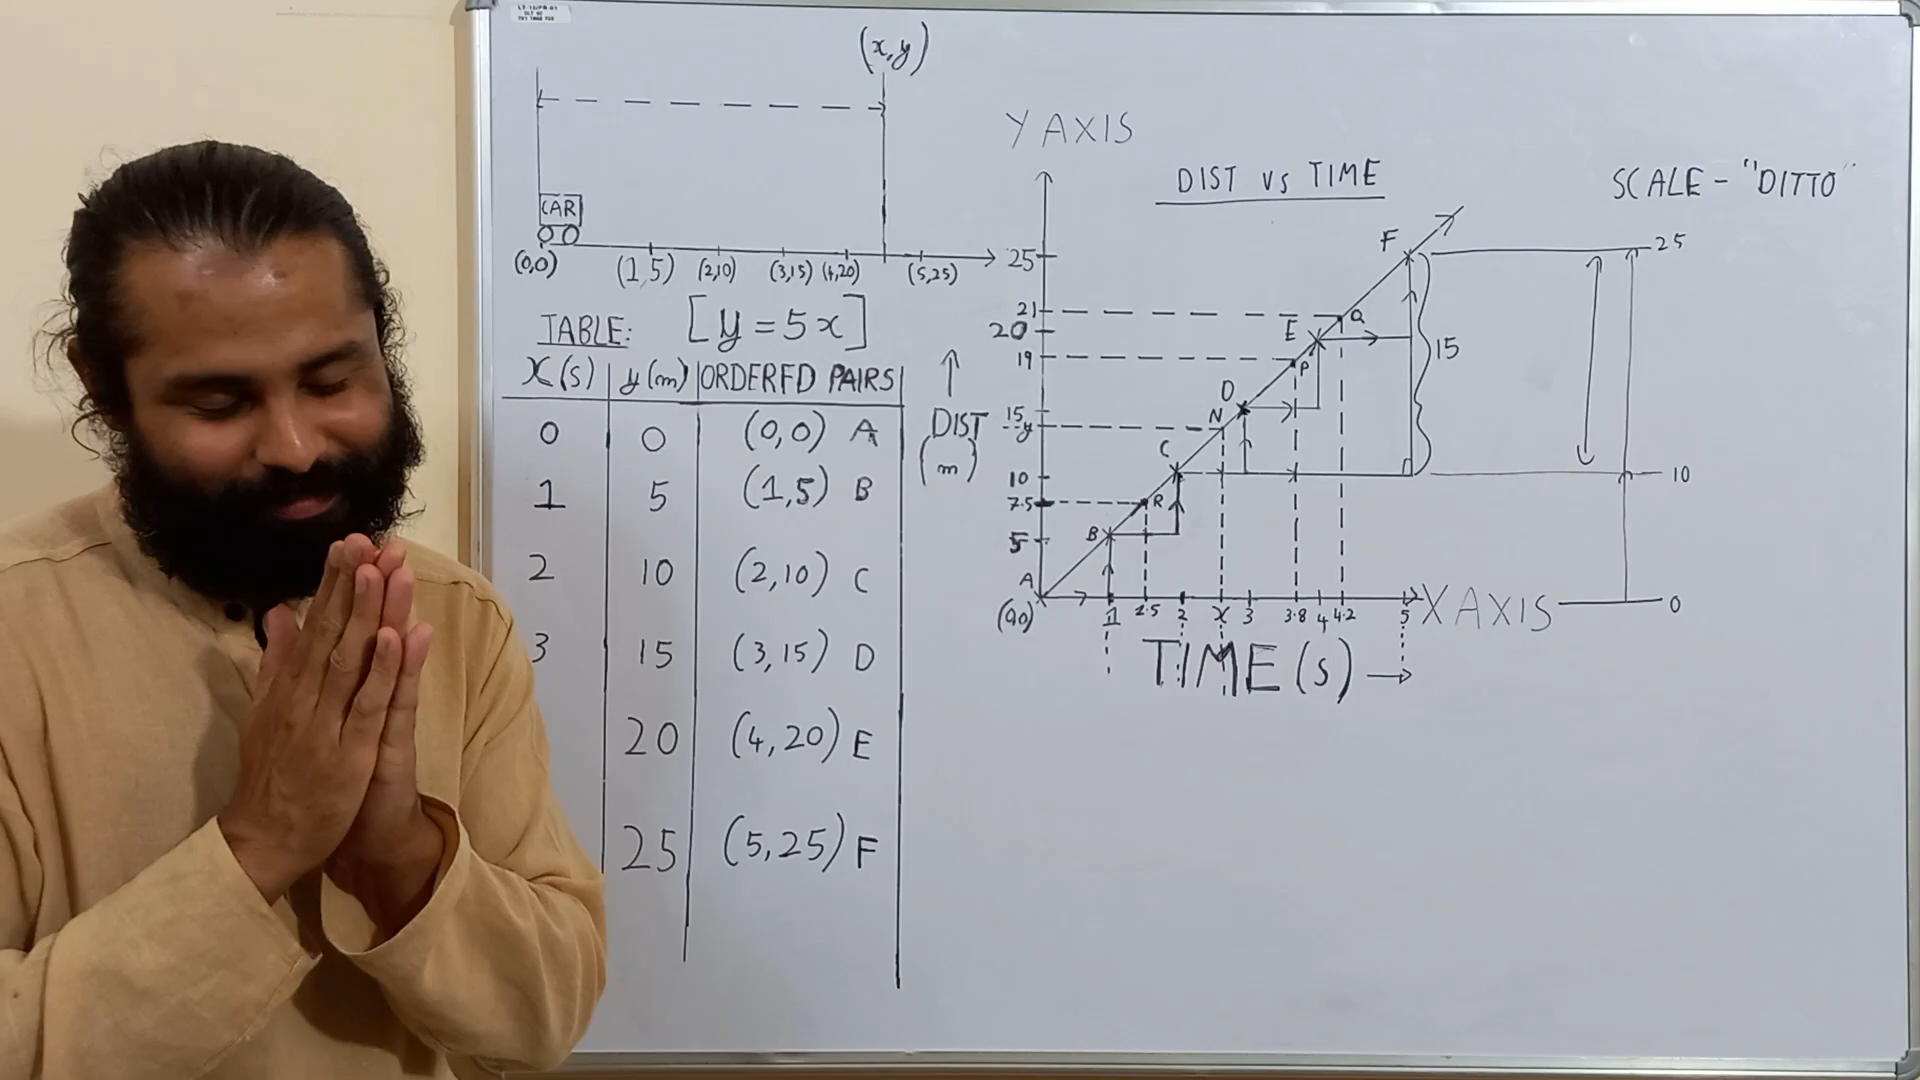 (x,y)
CAR
(0,0) (1,5) (2,10) (3,15) (4,20) (5,25)
TABLE: [y=5x]
X(s) y(m) ORDERED PAIRS
0 0 (0,0) A
1 5 (1,5) B
2 10 (2,10) C
3 15 (3,15) D
20 (4,20) E
25 (5,25) F
Y AXIS
DIST VS TIME
SCALE - "DITTO"
F
25
25
21
Q
20
E
19
P
15
D
15
N
y
DIST
(m)
C
10
10
7.5
R
B
5
A
(0,0)
1 2.5 2 x 3 3.8 4 4.2 5
X AXIS
0
TIME (s)